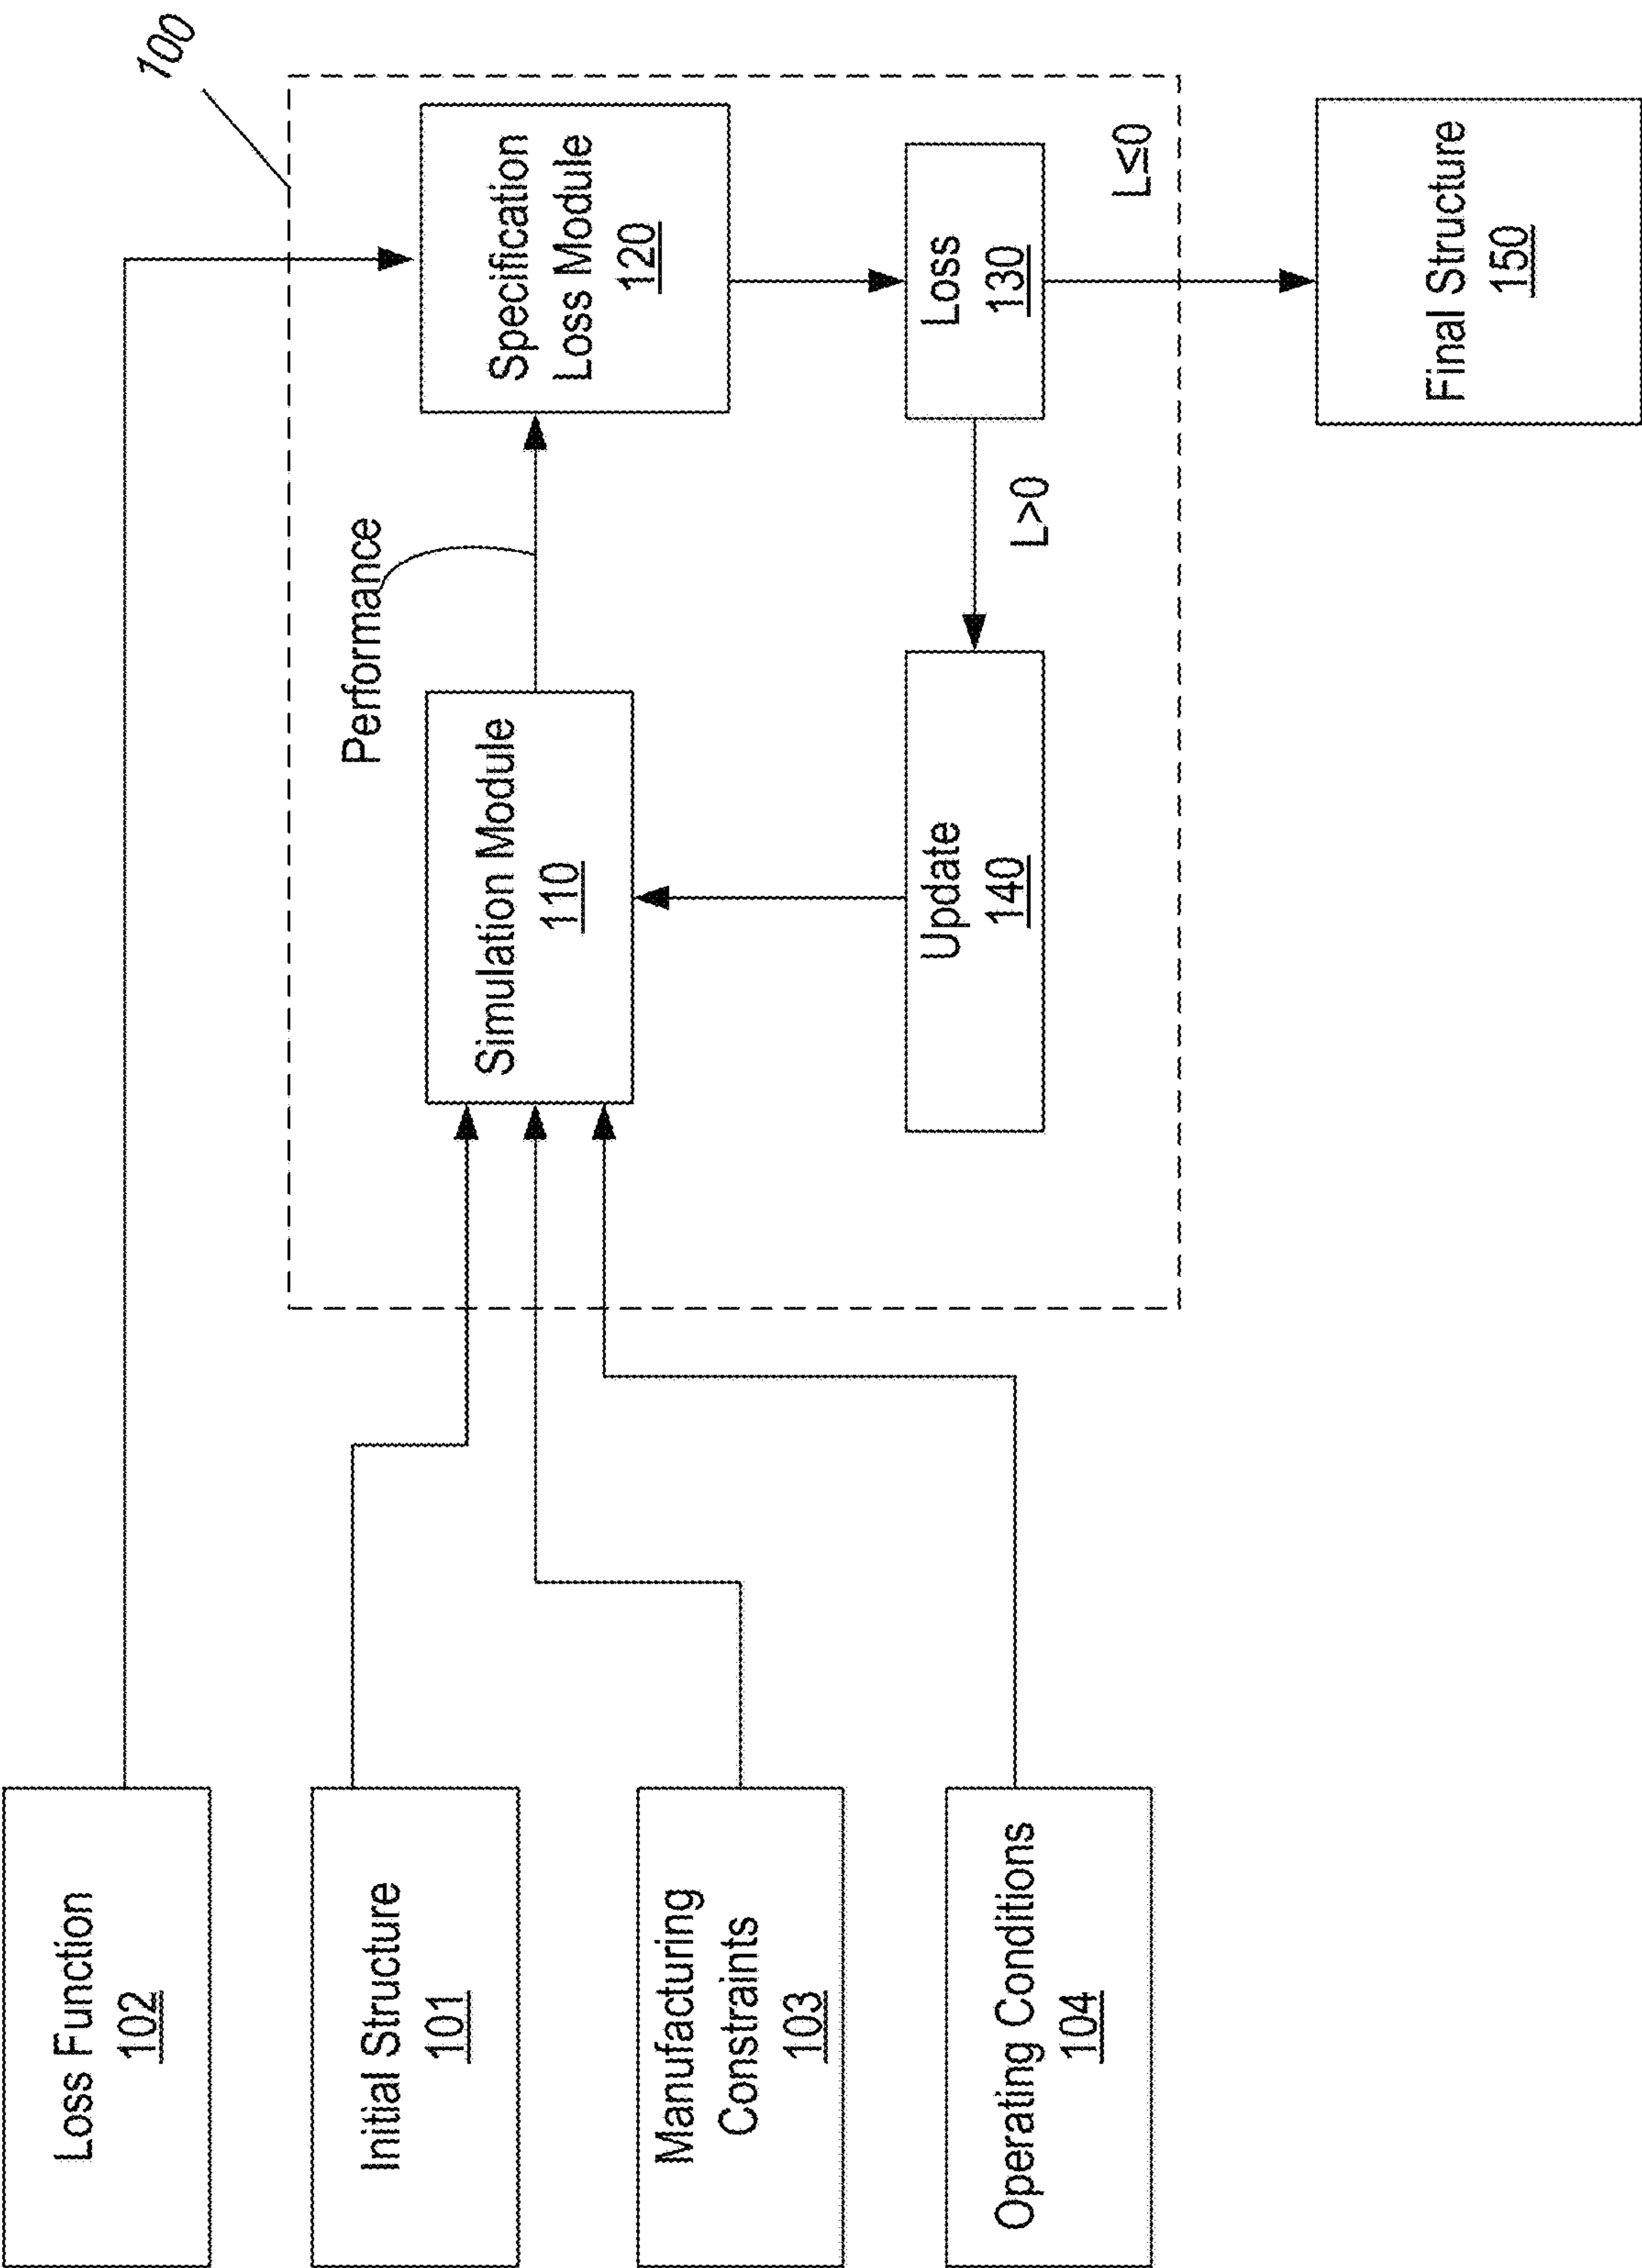 100
Loss Function
102
Initial Structure
101
Manufacturing
Constraints
103
Operating Conditions
104
Performance
Simulation Module
110
Specification
Loss Module
120
Update
140
L>0
Loss
130
L≤0
Final Structure
150